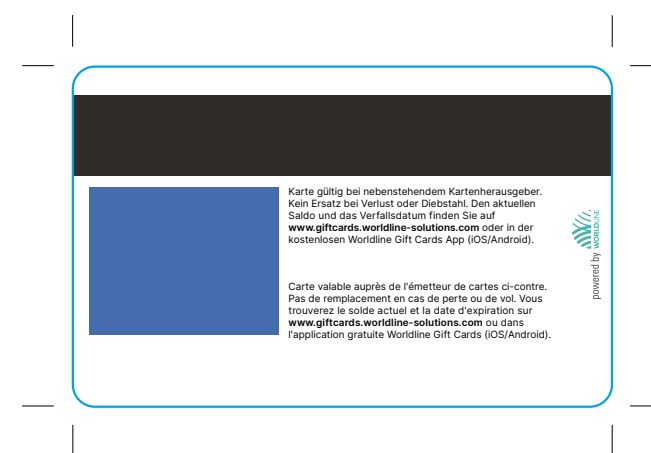 Karte gültig bei nebenstehendem Kartenherausgeber.
Kein Ersatz bei Verlust oder Diebstahl. Den aktuellen
Saldo und das Verfallsdatum finden Sie auf
www.giftcards.worldline-solutions.com oder in der
kostenlosen Worldline Gift Cards App (iOS/Android).
Carte valable auprès de l'émetteur de cartes ci-contre.
Pas de remplacement en cas de perte ou de vol. Vous
trouverez le solde actuel et la date d'expiration sur
www.giftcards.worldline-solutions.com ou dans
l'application gratuite Worldline Gift Cards (iOS/Android).
powered by WORLDLINE